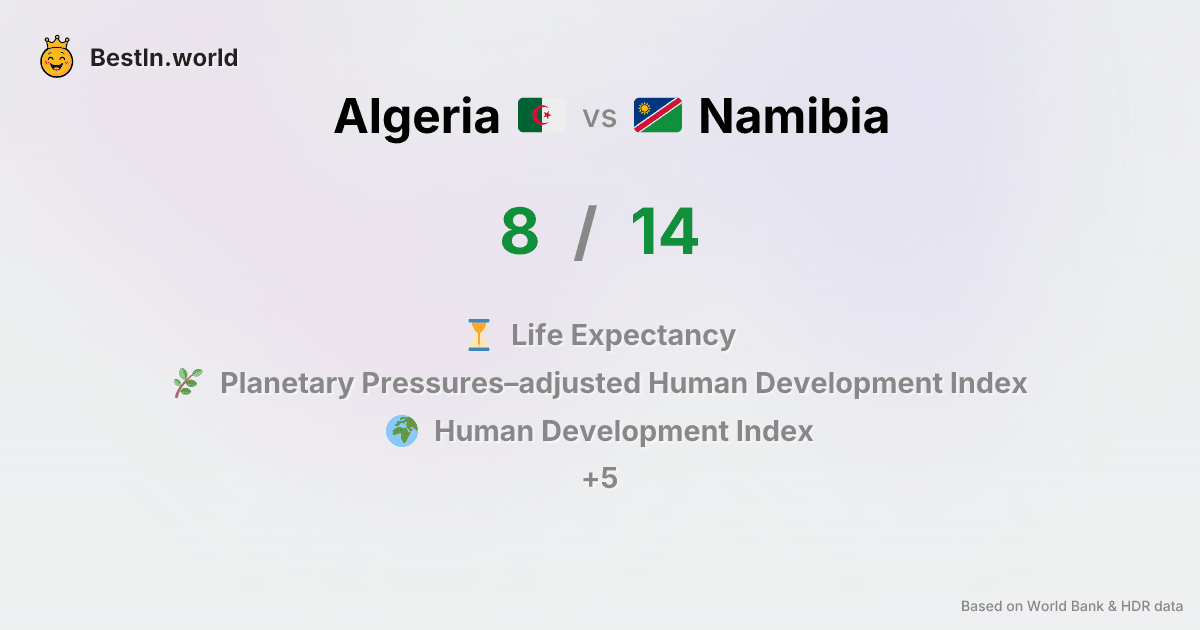 BestIn.world
Algeria vs Namibia
8 / 14
Life Expectancy
Planetary Pressures–adjusted Human Development Index
Human Development Index
+5
Based on World Bank & HDR data